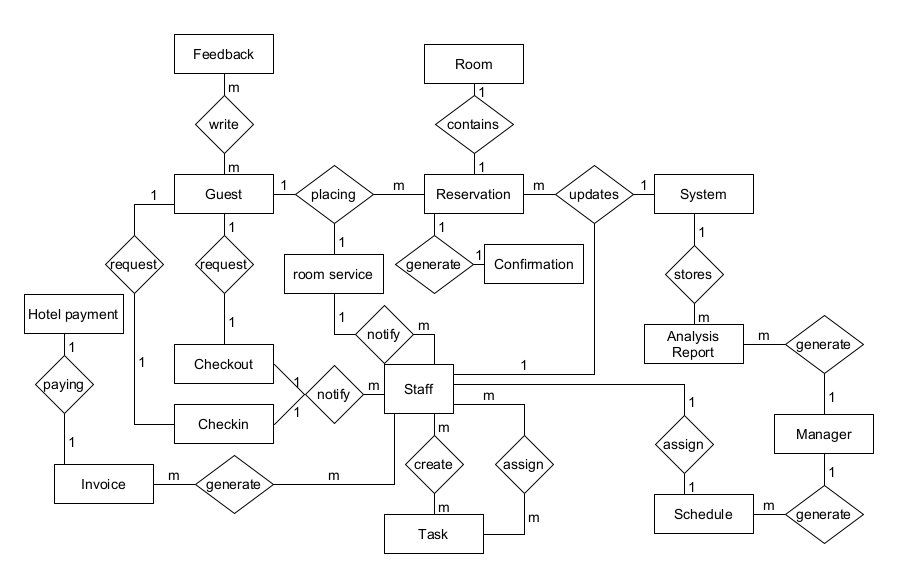 Feedback
Room
m
1
write
contains
m
1
1
Guest
1
placing
m
Reservation
m
updates
1
System
1
1
1
1
request
request
room service
generate
1
Confirmation
stores
Hotel payment
1
m
notify
m
Analysis
Report
m
generate
1
1
1
1
Checkout
1
paying
1
notify
m
Staff
m
1
1
Checkin
m
1
assign
Manager
1
create
assign
1
Invoice
m
generate
m
1
m
m
Schedule
m
generate
Task